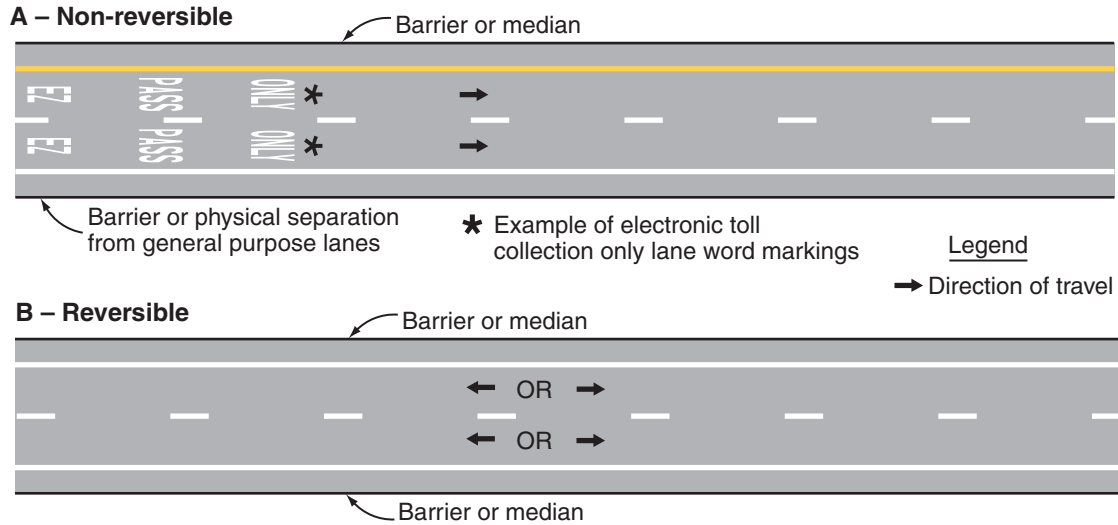 A – Non-reversible
Barrier or median
EZ PASS ONLY *
EZ PASS ONLY *
Barrier or physical separation
from general purpose lanes
* Example of electronic toll
collection only lane word markings
Legend
Direction of travel
B – Reversible
Barrier or median
OR
OR
Barrier or median